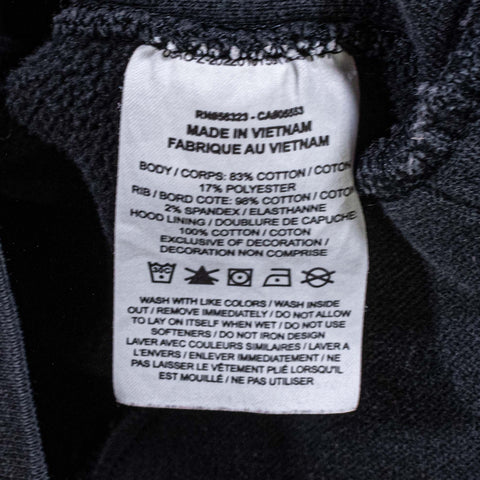 RN#56323 - CA#05553
MADE IN VIETNAM
FABRIQUE AU VIETNAM
BODY / CORPS: 83% COTTON / COTON
17% POLYESTER
RIB / BORD COTE: 98% COTTON / COTON
2% SPANDEX / ELASTHANNE
HOOD LINING / DOUBLURE DE CAPUCHE:
100% COTTON / COTON
EXCLUSIVE OF DECORATION /
DECORATION NON COMPRISE
WASH WITH LIKE COLORS / WASH INSIDE
OUT / REMOVE IMMEDIATELY / DO NOT ALLOW
TO LAY ON ITSELF WHEN WET / DO NOT USE
SOFTENERS / DO NOT IRON DESIGN
LAVER AVEC COULEURS SIMILAIRES / LAVER A
L'ENVERS / ENLEVER IMMEDIATEMENT / NE
PAS LAISSER LE VÊTEMENT PLIÉ LORSQU'IL
EST MOUILLÉ / NE PAS UTILISER